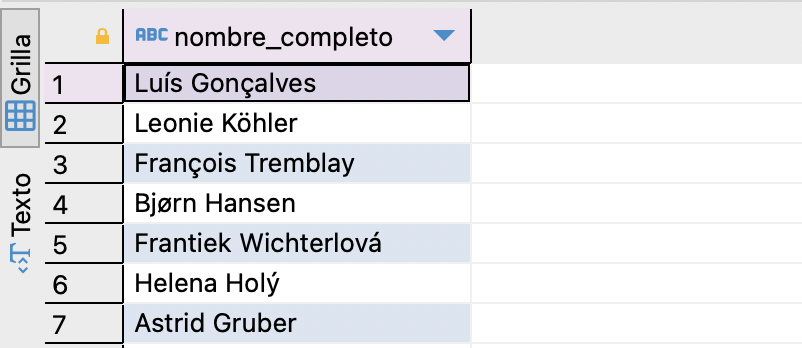 Grilla
Texto
ABC nombre_completo
1 Luís Gonçalves
2 Leonie Köhler
3 François Tremblay
4 Bjørn Hansen
5 Frantiek Wichterlová
6 Helena Holý
7 Astrid Gruber